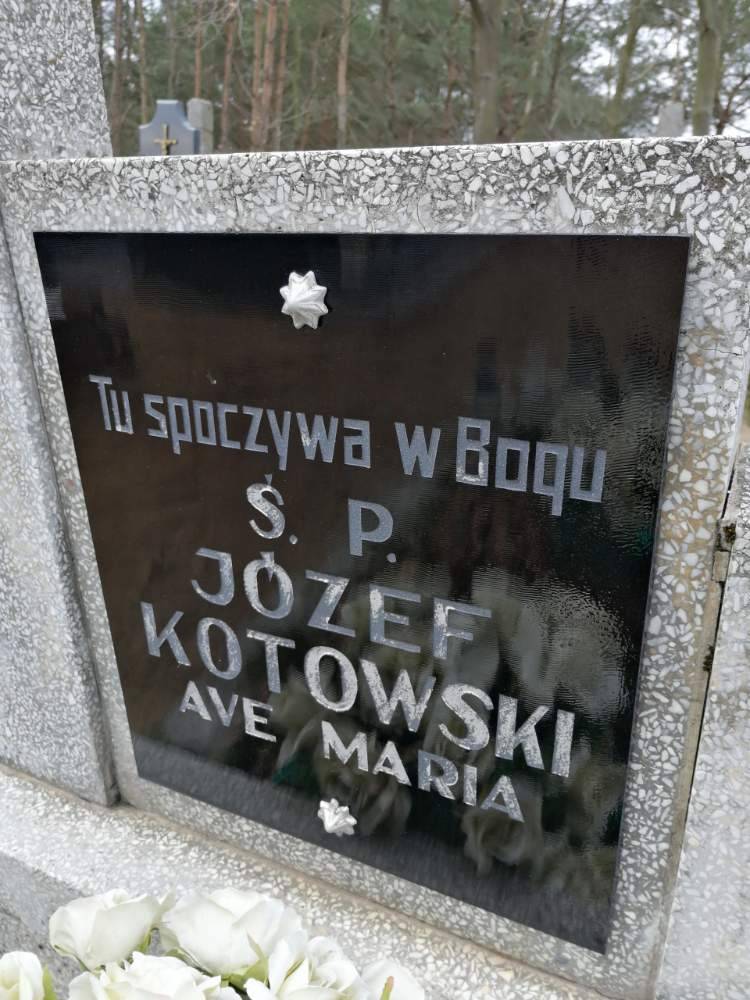 Tu spoczywa w Bogu
Ś. P.
JÓZEF
KOTOWSKI
AVE MARIA